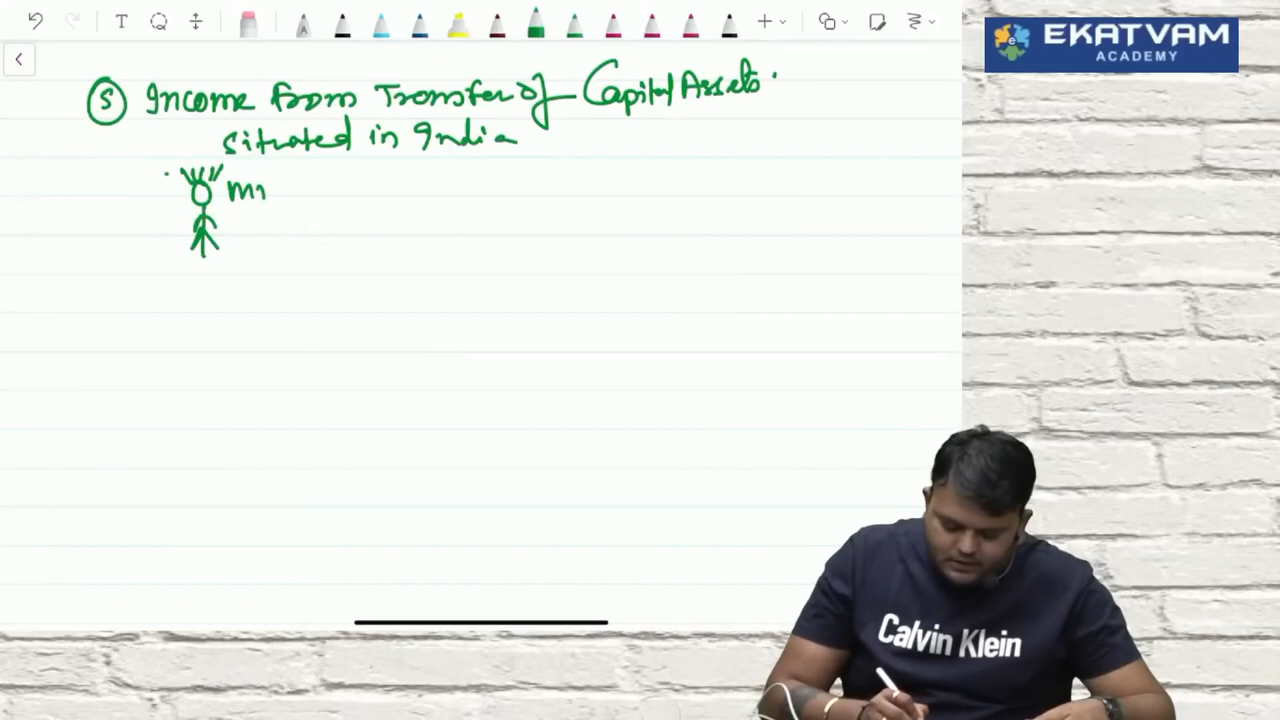 EKATVAM
ACADEMY
(5) Income from Transfer of Capital Assets.
situated in India
Mr
Calvin Klein